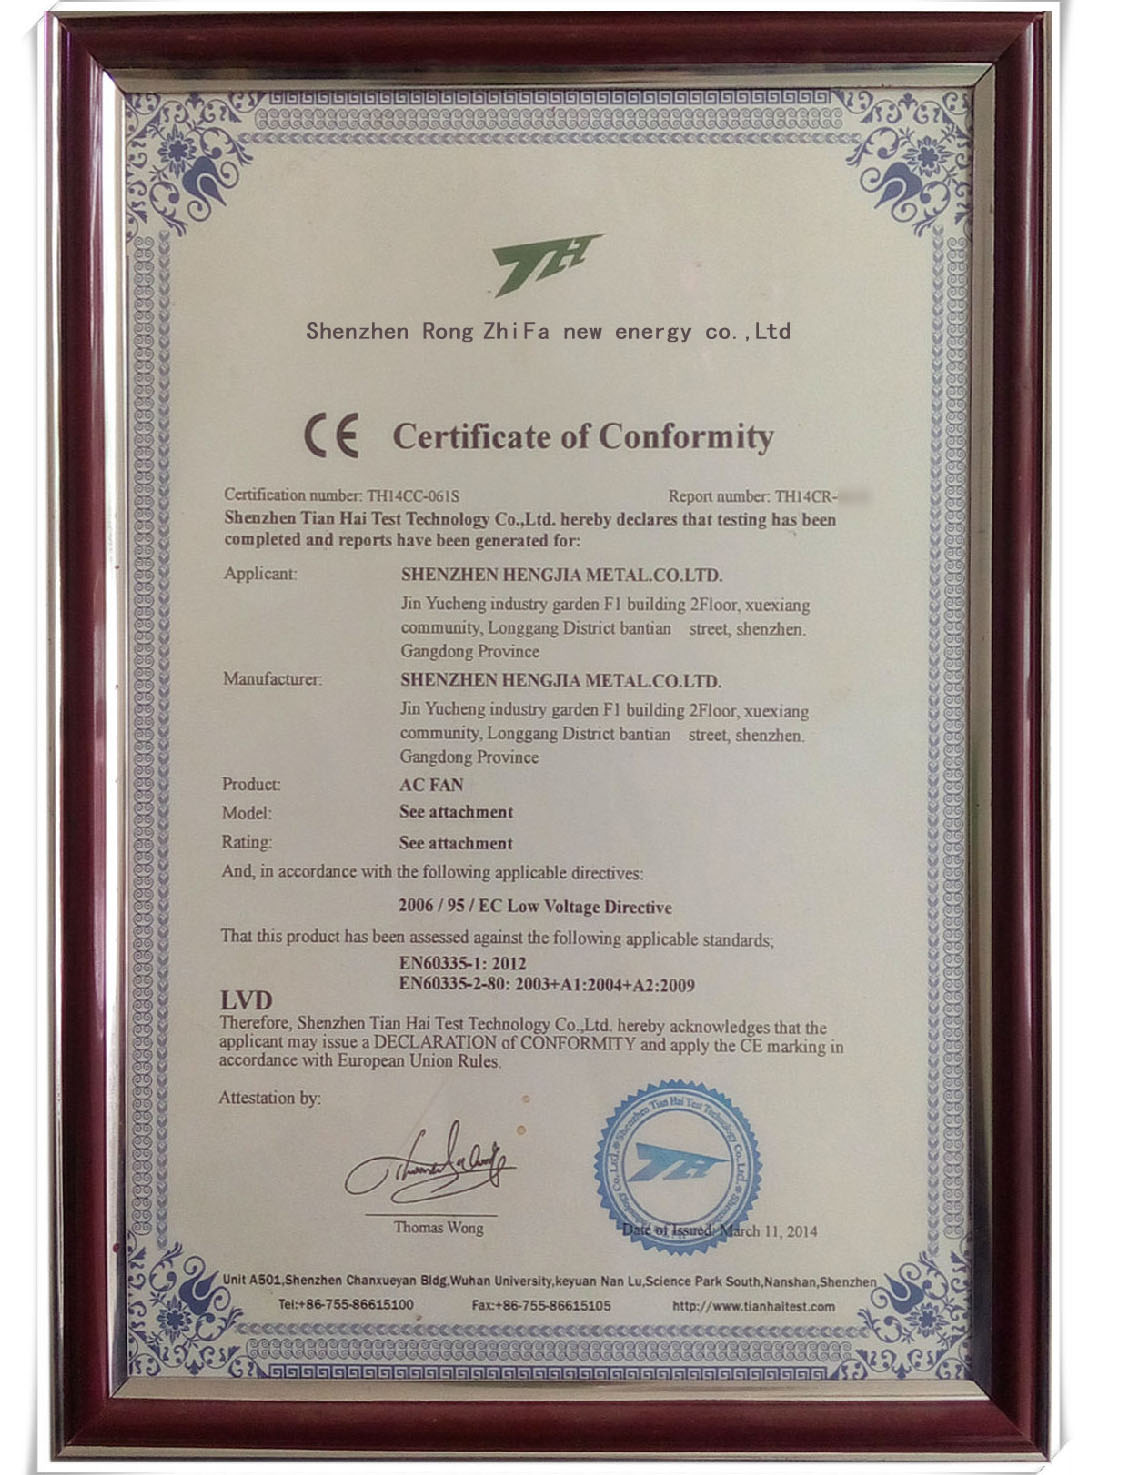 TH
Shenzhen Rong ZhiFa new energy co.,Ltd
CE Certificate of Conformity
Certification number: TH14CC-061S Report number: TH14CR-
Shenzhen Tian Hai Test Technology Co.,Ltd. hereby declares that testing has been
completed and reports have been generated for:
Applicant: SHENZHEN HENGJIA METAL.CO.LTD.
Jin Yucheng industry garden F1 building 2Floor, xuexiang
community, Longgang District bantian street, shenzhen.
Gangdong Province
Manufacturer: SHENZHEN HENGJIA METAL.CO.LTD.
Jin Yucheng industry garden F1 building 2Floor, xuexiang
community, Longgang District bantian street, shenzhen.
Gangdong Province
Product: AC FAN
Model: See attachment
Rating: See attachment
And, in accordance with the following applicable directives:
2006 / 95 / EC Low Voltage Directive
That this product has been assessed against the following applicable standards;
EN60335-1: 2012
EN60335-2-80: 2003+A1:2004+A2:2009
LVD
Therefore, Shenzhen Tian Hai Test Technology Co.,Ltd. hereby acknowledges that the
applicant may issue a DECLARATION of CONFORMITY and apply the CE marking in
accordance with European Union Rules.
Attestation by:
Shenzhen Tian Hai Test Technology Co.,Ltd.
TH
Thomas Wong
Date of Issued: March 11, 2014
Unit A501,Shenzhen Chanxueyan Bldg,Wuhan University,keyuan Nan Lu,Science Park South,Nanshan,Shenzhen
Tel:+86-755-86615100 Fax:+86-755-86615105 http://www.tianhaitest.com